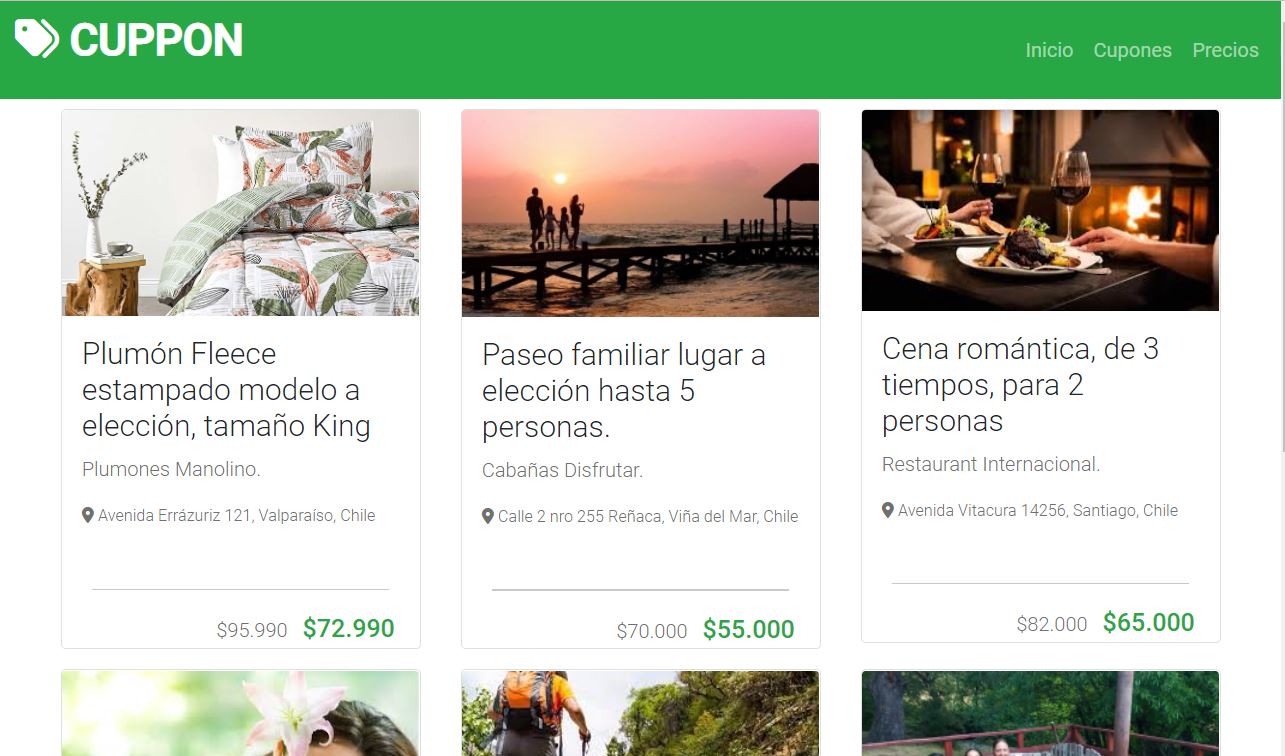 CUPPON
Inicio Cupones Precios
Plumón Fleece
estampado modelo a
elección, tamaño King
Plumones Manolino.
Avenida Errázuriz 121, Valparaíso, Chile
$95.990 $72.990
Paseo familiar lugar a
elección hasta 5
personas.
Cabañas Disfrutar.
Calle 2 nro 255 Reñaca, Viña del Mar, Chile
$70.000 $55.000
Cena romántica, de 3
tiempos, para 2
personas
Restaurant Internacional.
Avenida Vitacura 14256, Santiago, Chile
$82.000 $65.000